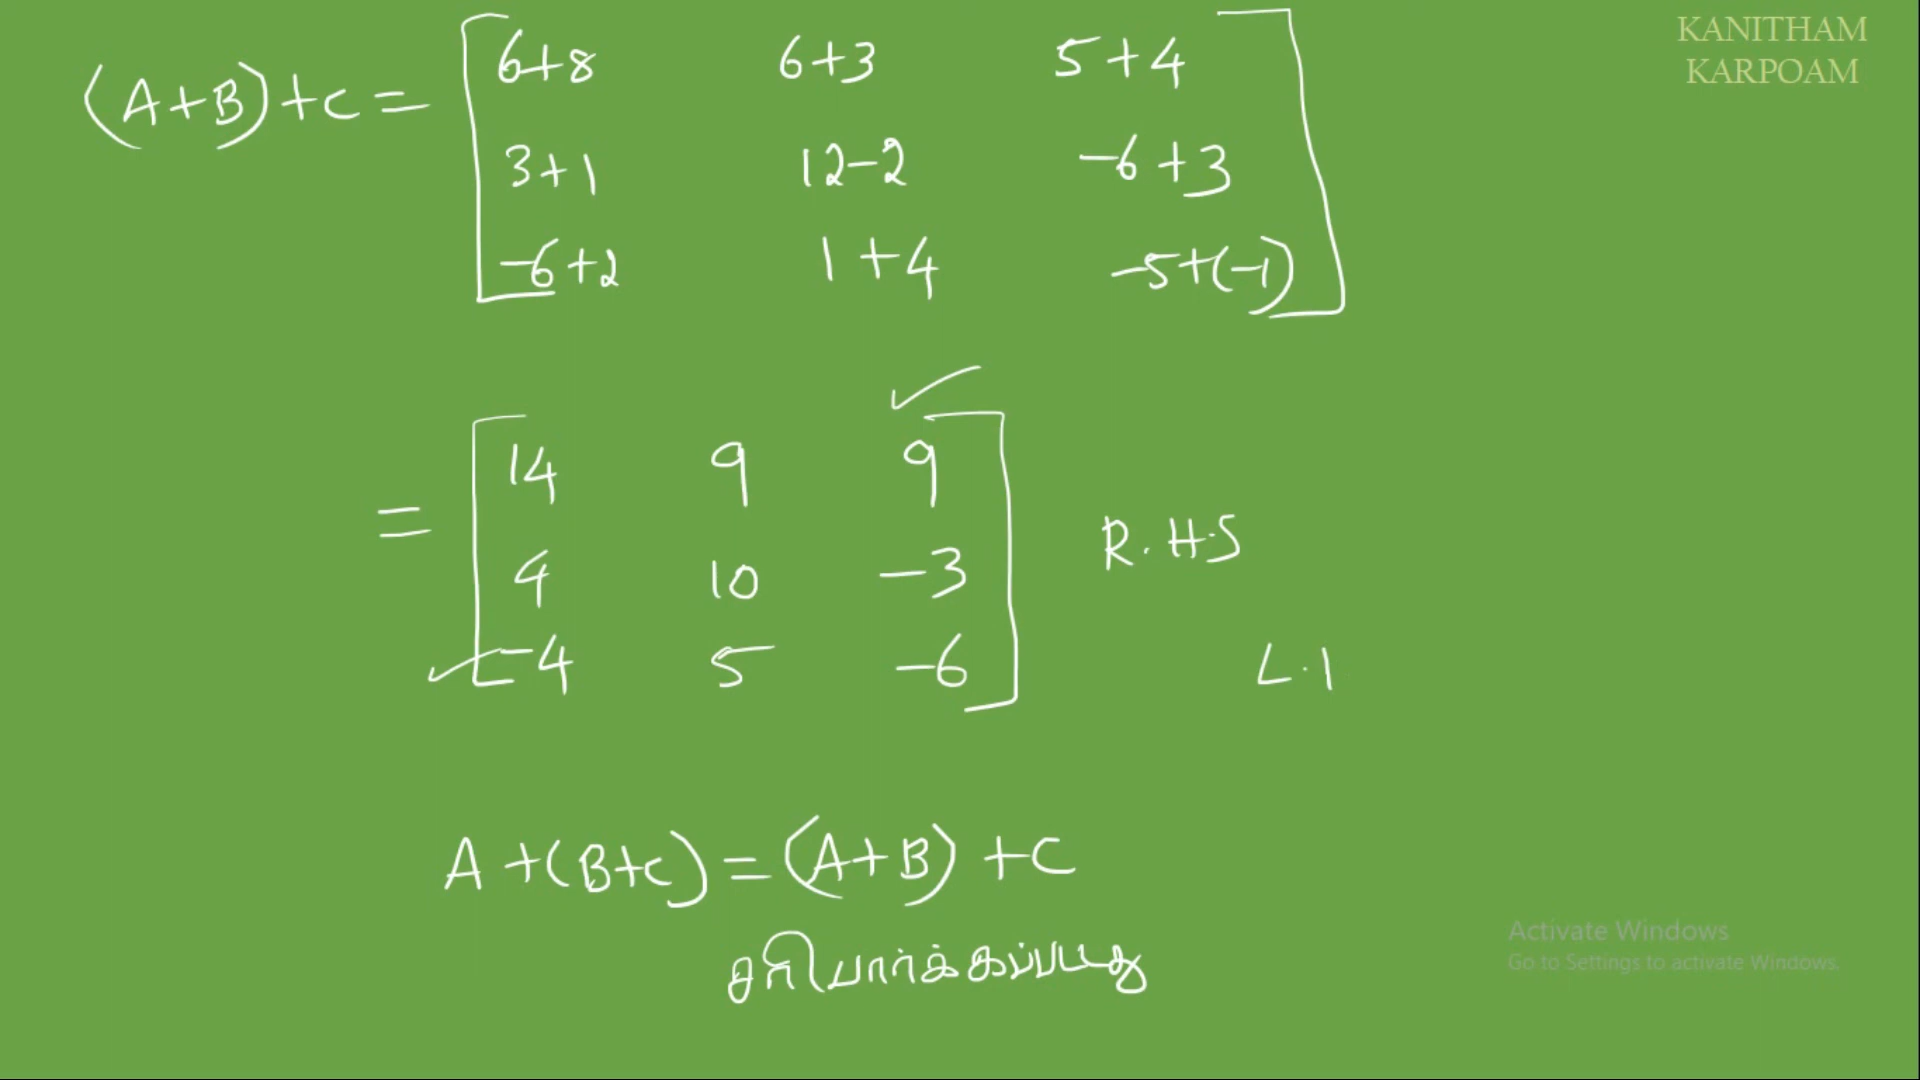 KANITHAM
KARPOAM
(A+B)+C = [ 6+8 6+3 5+4
3+1 12-2 -6+3
-6+2 1+4 -5+(-1) ]
= [ 14 9 9
4 10 -3
-4 5 -6 ]
R.H.S
L.I
A+(B+C) = (A+B)+C
சரிபார்க்கப்பட்டது
Activate Windows
Go to Settings to activate Windows.